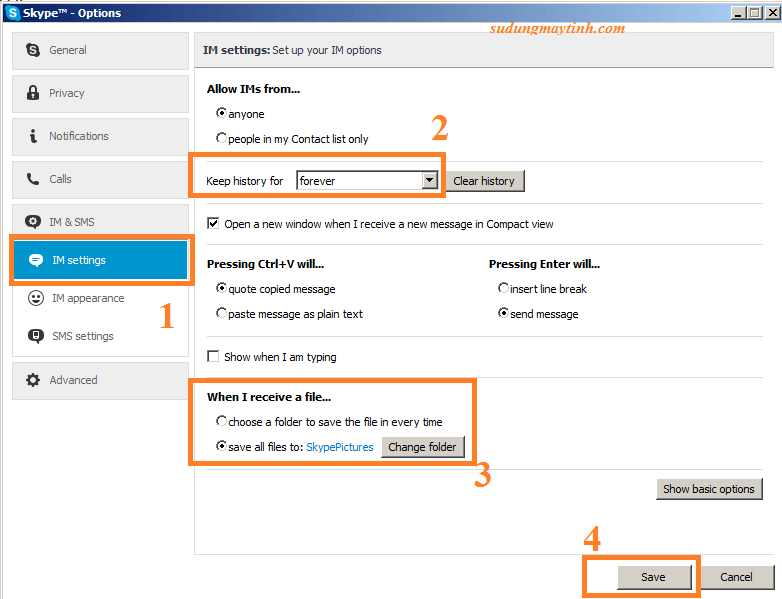 Skype™ - Options
sudungmaytinh.com
General
Privacy
Notifications
Calls
IM & SMS
IM settings
IM appearance
SMS settings
Advanced
1
IM settings: Set up your IM options
Allow IMs from...
anyone
people in my Contact list only
2
Keep history for forever Clear history
Open a new window when I receive a new message in Compact view
Pressing Ctrl+V will... Pressing Enter will...
quote copied message insert line break
paste message as plain text send message
Show when I am typing
When I receive a file...
choose a folder to save the file in every time
save all files to: SkypePictures Change folder
3
Show basic options
4
Save Cancel